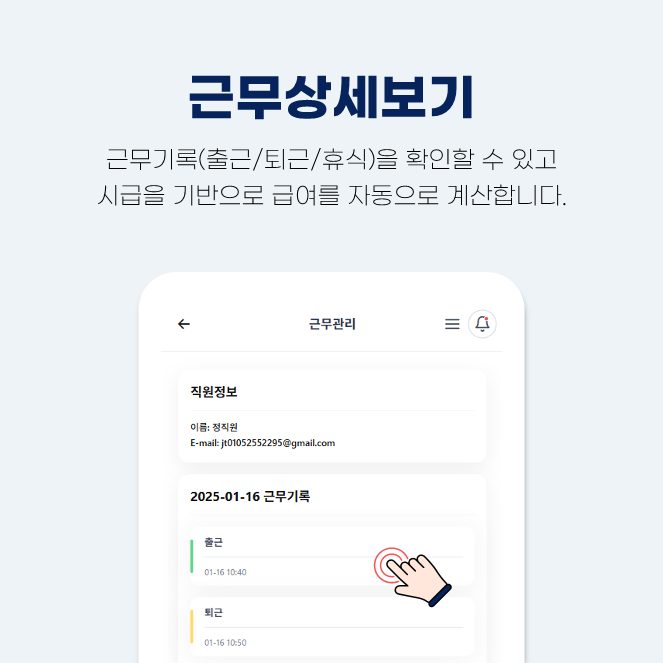 근무상세보기
근무기록(출근/퇴근/휴식)을 확인할 수 있고
시급을 기반으로 급여를 자동으로 계산합니다.
근무관리
직원정보
이름: 정직원
E-mail: jt01052552295@gmail.com
2025-01-16 근무기록
출근
01-16 10:40
퇴근
01-16 10:50